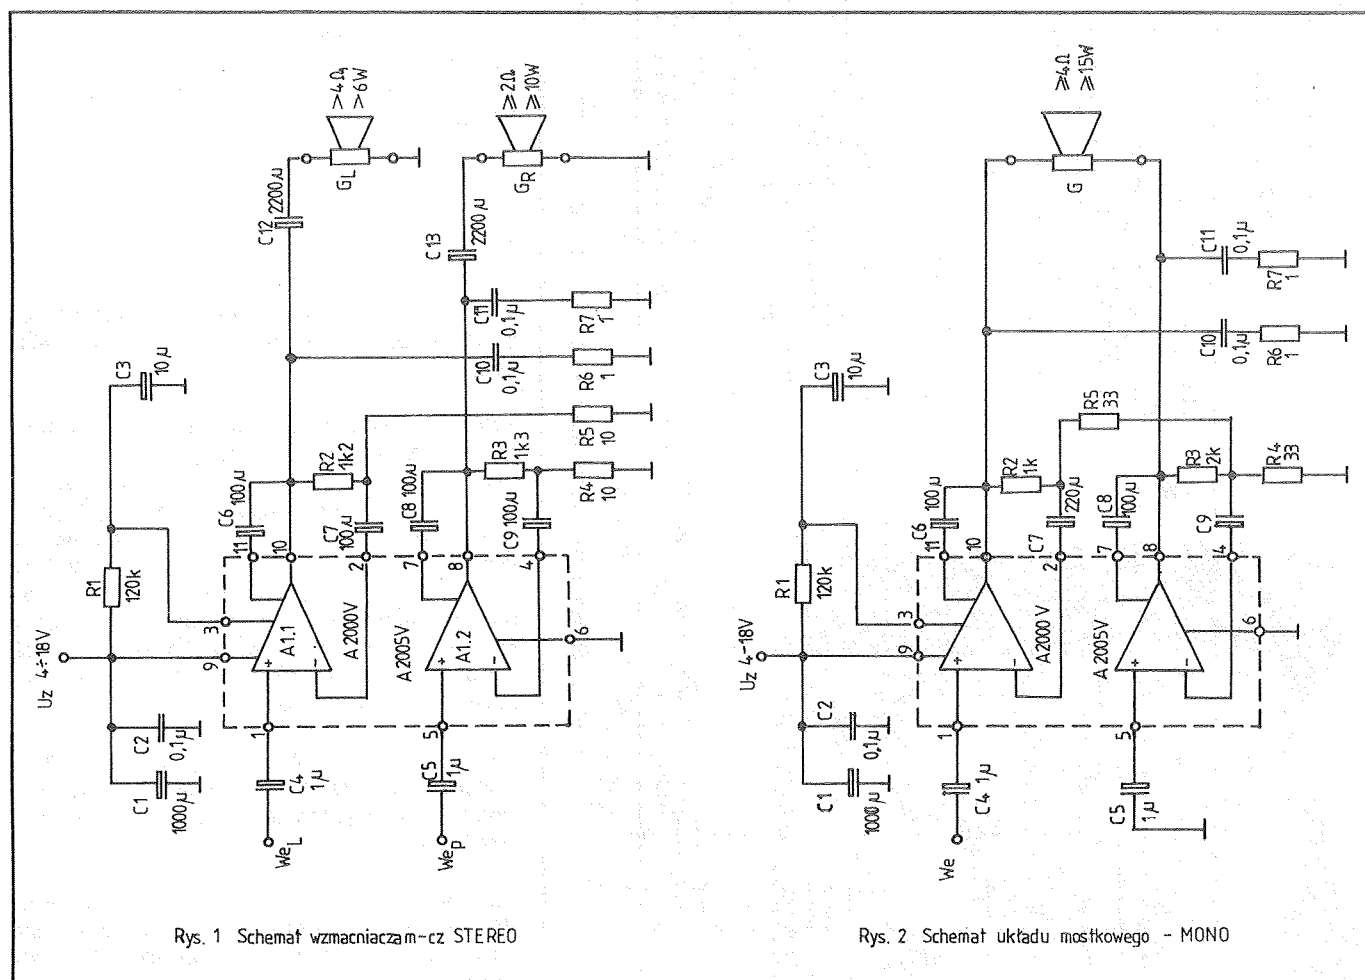 >4Ω
>6W
G_L
C12 2200µ
≥2Ω
≥10W
G_R
C13 2200µ
C3
10µ
C11
0,1µ
R7
1
C10
0,1µ
R6
1
R5
10
R2
1k2
R3
1k3
R4
10
C6 100µ
C7
100µ
C8 100µ
C9 100µ
R1
120k
Uz 4÷18V
3
9
11
10
2
7
8
4
6
A1.1
A2000V
A2005V
A1.2
+
-
+
-
1
5
C2
0,1µ
C1
1000µ
C4
1µ
C5
1µ
We_L
We_P
Rys. 1 Schemat wzmacniaczam-cz STEREO
≥4Ω
≥15W
G
C11
0,1µ
R7
1
C10
0,1µ
R6
1
C3
10µ
R5
33
R2
1k
R3
2k
R4
33
C6 100µ
C7 220µ
C8
100µ
C9
R1
120k
Uz 4-18V
3
9
11
10
2
7
8
4
6
A2000V
A2005V
+
-
+
-
1
5
C2
0,1µ
C1
1000µ
C4 1µ
C5
1µ
We
Rys. 2 Schemat układu mostkowego - MONO